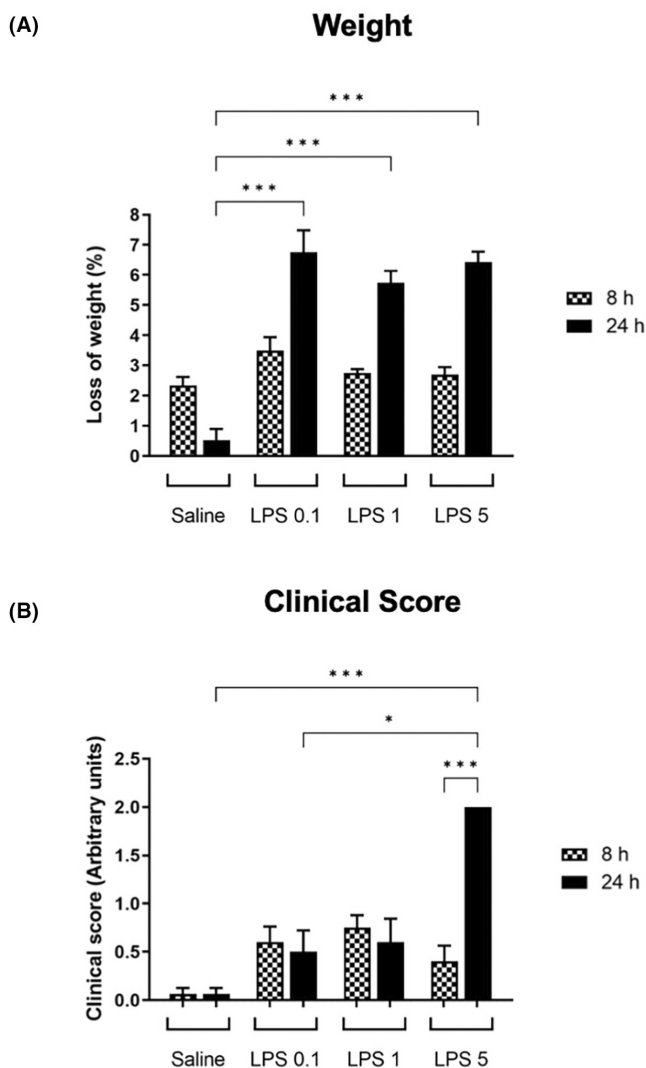 (A)
Weight
* * *
* * *
* * *
Loss of weight (%)
8
7
6
5
4
3
2
1
0
8 h
24 h
Saline LPS 0.1 LPS 1 LPS 5
(B)
Clinical Score
* * *
*
* * *
Clinical score (Arbitrary units)
2.5
2.0
1.5
1.0
0.5
0.0
8 h
24 h
Saline LPS 0.1 LPS 1 LPS 5